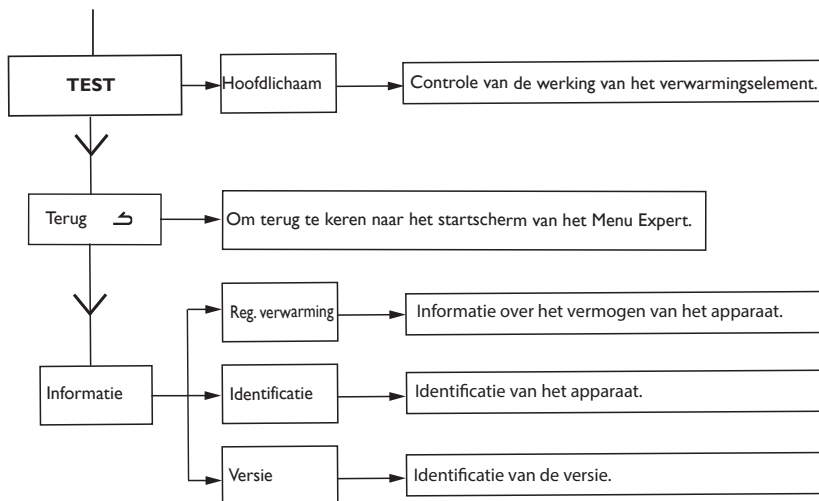 TEST
Hoofdlichaam
Controle van de werking van het verwarmingselement.
Terug
Om terug te keren naar het startscherm van het Menu Expert.
Reg. verwarming
Informatie over het vermogen van het apparaat.
Informatie
Identificatie
Identificatie van het apparaat.
Versie
Identificatie van de versie.